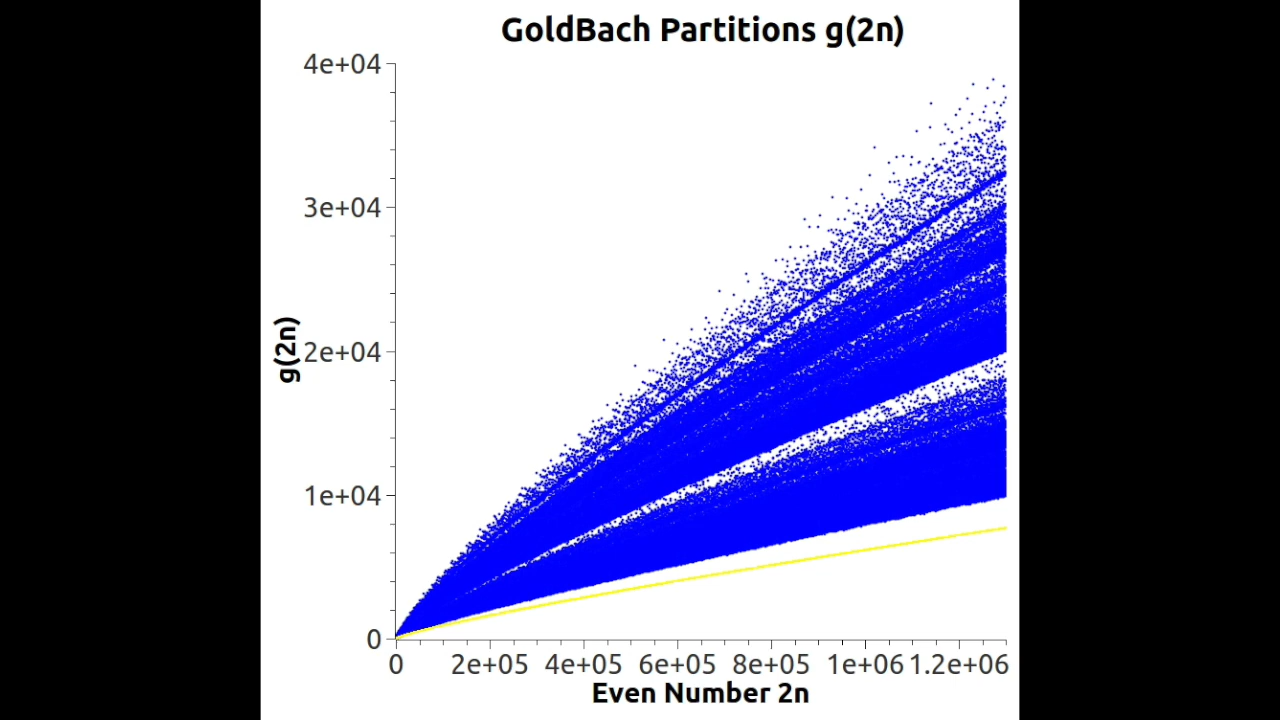 GoldBach Partitions g(2n)
4e+04
3e+04
g(2n)
2e+04
1e+04
0
0 2e+05 4e+05 6e+05 8e+05 1e+06 1.2e+06
Even Number 2n